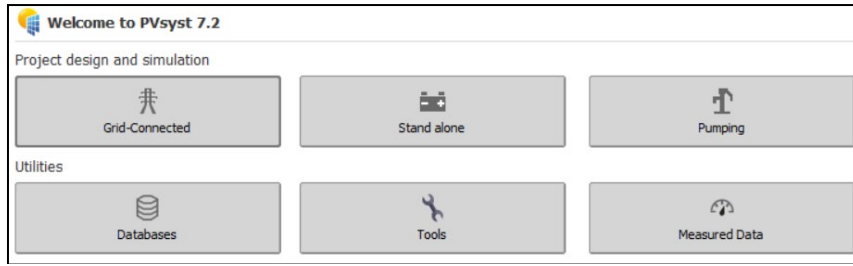 Welcome to PVsyst 7.2
Project design and simulation
Grid-Connected
Stand alone
Pumping
Utilities
Databases
Tools
Measured Data